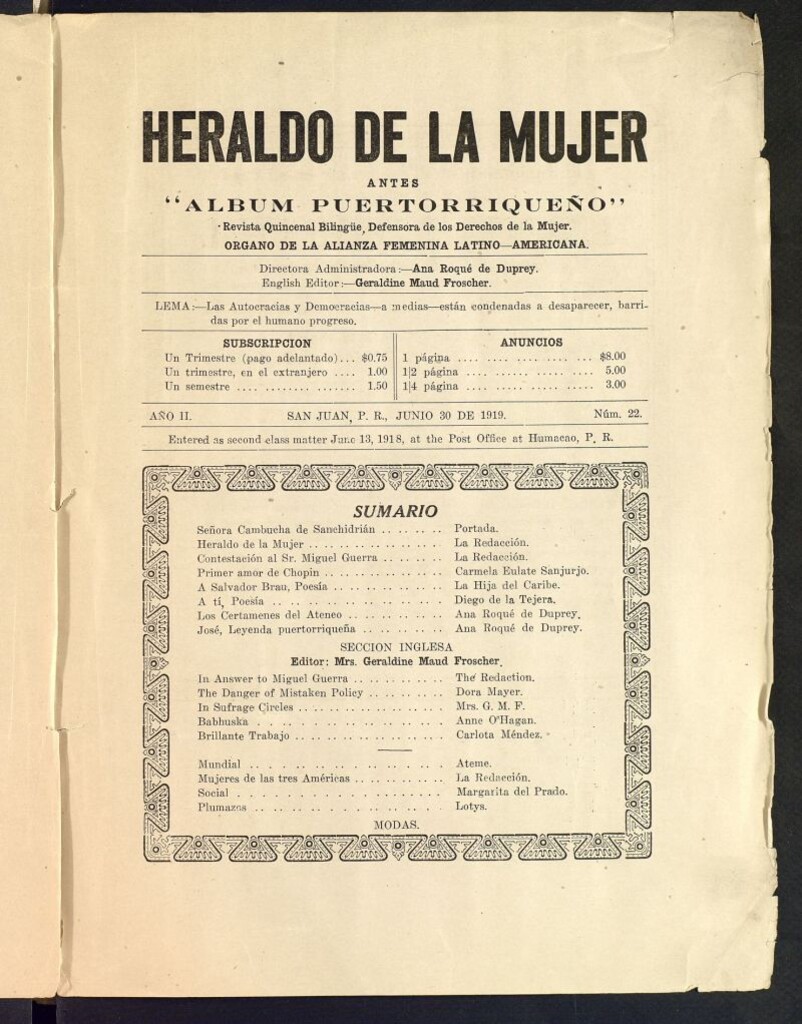 HERALDO DE LA MUJER
ANTES
"ALBUM PUERTORRIQUEÑO"
Revista Quincenal Bilingüe, Defensora de los Derechos de la Mujer.
ORGANO DE LA ALIANZA FEMENINA LATINO—AMERICANA.
Directora Administradora:—Ana Roqué de Duprey.
English Editor:—Geraldine Maud Froscher.
LEMA:—Las Autocracias y Democracias—a medias—están condenadas a desaparecer, barri-
das por el humano progreso.
SUBSCRIPCION
Un Trimestre (pago adelantado)... $0.75
Un trimestre, en el extranjero .... 1.00
Un semestre .... .......... ....... 1.50
ANUNCIOS
1 página .... .... ..... .... ... $8.00
1|2 página .... ...... ..... .... 5.00
1|4 página .... ..... ..... ..... 3.00
AÑO II. SAN JUAN, P. R., JUNIO 30 DE 1919. Núm. 22.
Entered as second class matter June 13, 1918, at the Post Office at Humacao, P. R.
SUMARIO
Señora Cambucha de Sanchidrián ....... Portada.
Heraldo de la Mujer ................. La Redacción.
Contestación al Sr. Miguel Guerra ....... La Redacción.
Primer amor de Chopin ............... Carmela Eulate Sanjurjo.
A Salvador Brau, Poesía .............. La Hija del Caribe.
A tí, Poesía .. .................. Diego de la Tejera.
Los Certamenes del Ateneo ............ Ana Roqué de Duprey.
José, Leyenda puertorriqueña .......... Ana Roqué de Duprey.
SECCION INGLESA
Editor: Mrs. Geraldine Maud Froscher.
In Answer to Miguel Guerra ........... The Redaction.
The Danger of Mistaken Policy ......... Dora Mayer.
In Sufrage Circles ................... Mrs. G. M. F.
Babhuska .................... Anne O'Hagan.
Brillante Trabajo ................... Carlota Méndez.
Mundial .................... Ateme.
Mujeres de las tres Américas ........... La Redacción.
Social .................... Margarita del Prado.
Plumazos .................... Lotys.
MODAS.